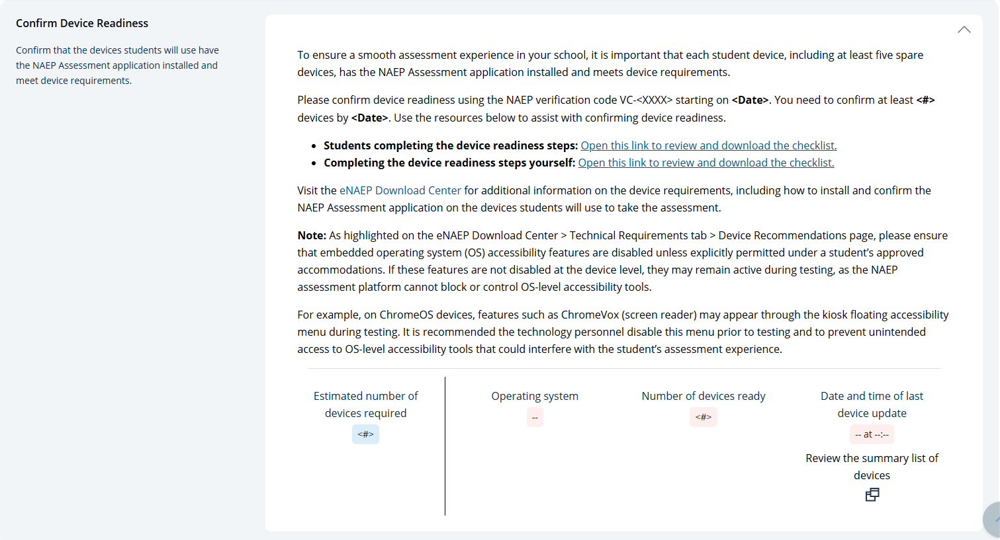 Confirm Device Readiness
Confirm that the devices students will use have
the NAEP Assessment application installed and
meet device requirements.
To ensure a smooth assessment experience in your school, it is important that each student device, including at least five spare
devices, has the NAEP Assessment application installed and meets device requirements.
Please confirm device readiness using the NAEP verification code VC-<XXXX> starting on <Date>. You need to confirm at least <#>
devices by <Date>. Use the resources below to assist with confirming device readiness.
• Students completing the device readiness steps: Open this link to review and download the checklist.
• Completing the device readiness steps yourself: Open this link to review and download the checklist.
Visit the eNAEP Download Center for additional information on the device requirements, including how to install and confirm the
NAEP Assessment application on the devices students will use to take the assessment.
Note: As highlighted on the eNAEP Download Center > Technical Requirements tab > Device Recommendations page, please ensure
that embedded operating system (OS) accessibility features are disabled unless explicitly permitted under a student’s approved
accommodations. If these features are not disabled at the device level, they may remain active during testing, as the NAEP
assessment platform cannot block or control OS-level accessibility tools.
For example, on ChromeOS devices, features such as ChromeVox (screen reader) may appear through the kiosk floating accessibility
menu during testing. It is recommended the technology personnel disable this menu prior to testing and to prevent unintended
access to OS-level accessibility tools that could interfere with the student’s assessment experience.
Estimated number of
devices required
<#>
Operating system
--
Number of devices ready
<#>
Date and time of last
device update
-- at --:--
Review the summary list of
devices